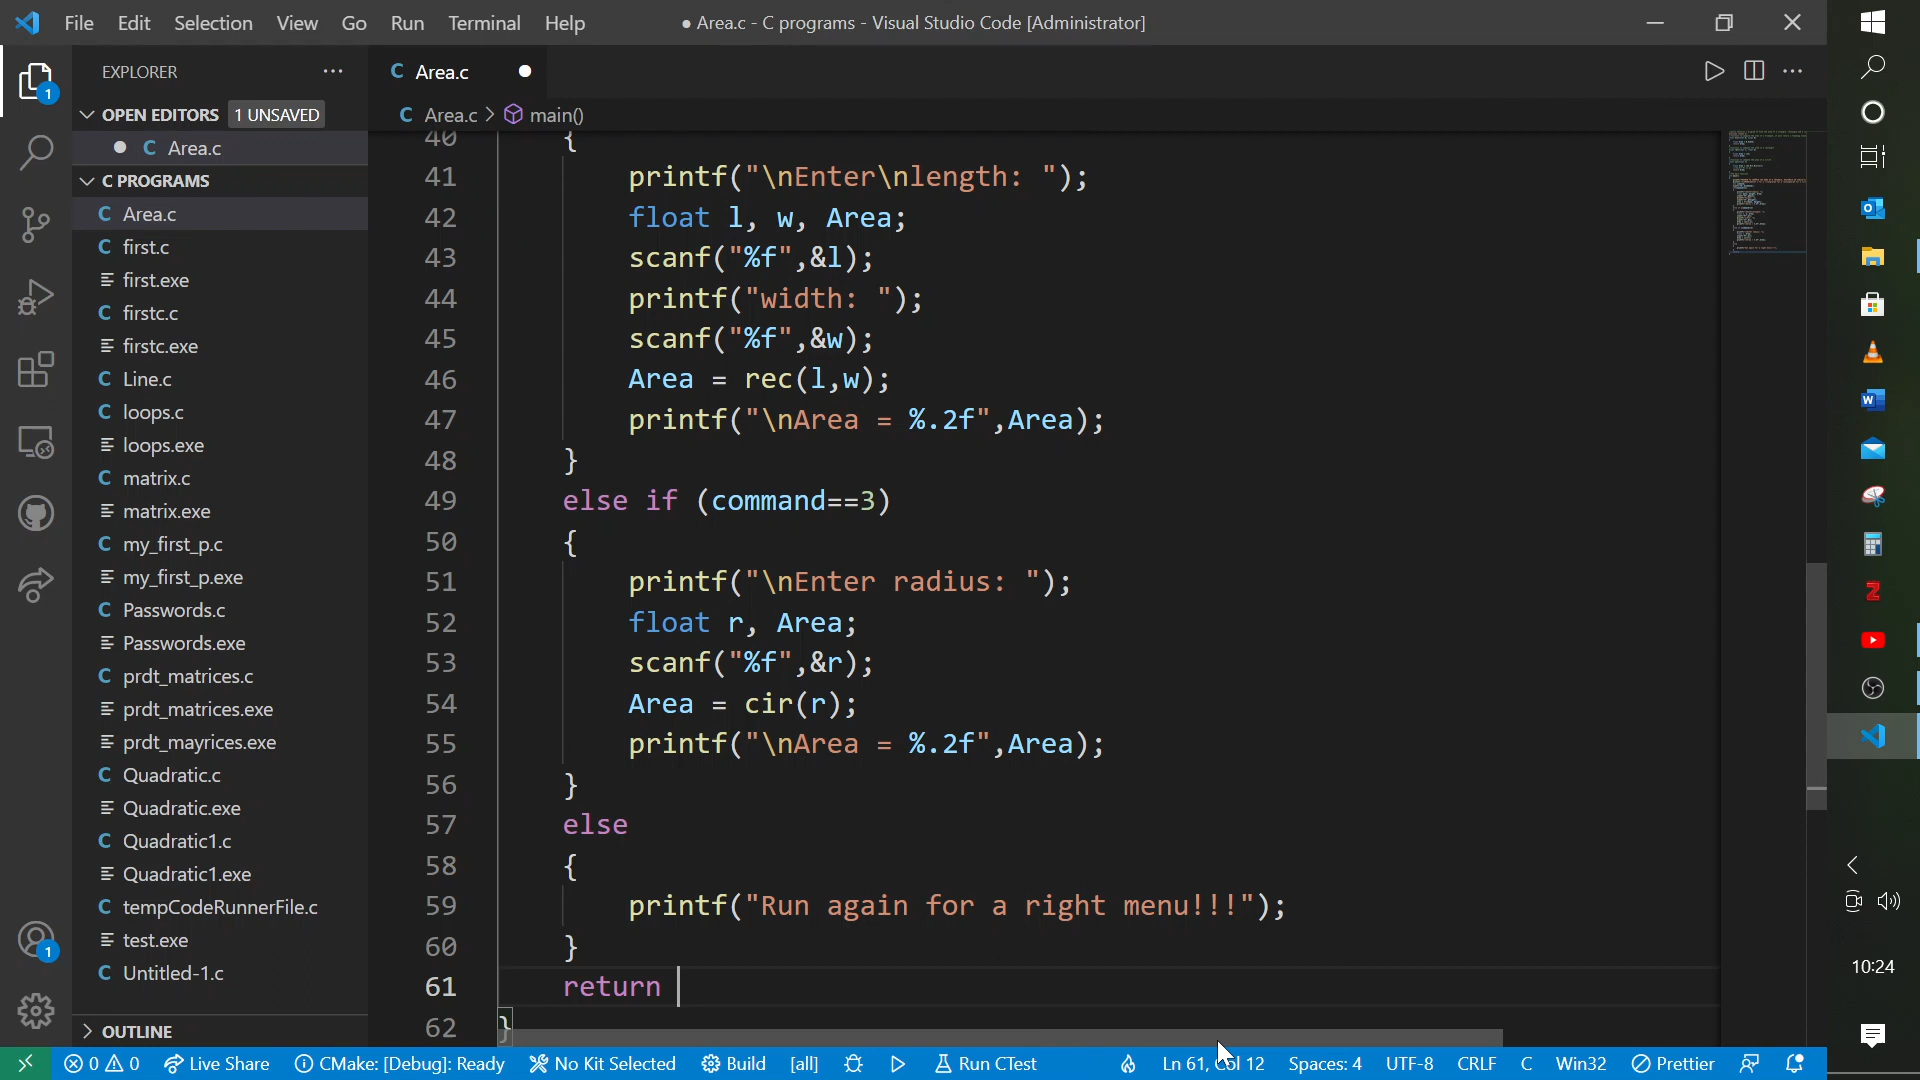 File Edit Selection View Go Run Terminal Help
● Area.c - C programs - Visual Studio Code [Administrator]
EXPLORER
OPEN EDITORS 1 UNSAVED
C Area.c
C PROGRAMS
C Area.c
C first.c
first.exe
C firstc.c
firstc.exe
C Line.c
C loops.c
loops.exe
C matrix.c
matrix.exe
C my_first_p.c
my_first_p.exe
C Passwords.c
Passwords.exe
C prdt_matrices.c
prdt_matrices.exe
prdt_mayrices.exe
C Quadratic.c
Quadratic.exe
C Quadratic1.c
Quadratic1.exe
C tempCodeRunnerFile.c
test.exe
C Untitled-1.c
OUTLINE
1
1
C Area.c
C Area.c > main()
40 {
41 printf("\nEnter\nlength: ");
42 float l, w, Area;
43 scanf("%f",&l);
44 printf("width: ");
45 scanf("%f",&w);
46 Area = rec(l,w);
47 printf("\nArea = %.2f",Area);
48 }
49 else if (command==3)
50 {
51 printf("\nEnter radius: ");
52 float r, Area;
53 scanf("%f",&r);
54 Area = cir(r);
55 printf("\nArea = %.2f",Area);
56 }
57 else
58 {
59 printf("Run again for a right menu!!!");
60 }
61 return
62 }
0 0 Live Share CMake: [Debug]: Ready No Kit Selected Build [all] Run CTest Ln 61, Col 12 Spaces: 4 UTF-8 CRLF C Win32 Prettier
10:24